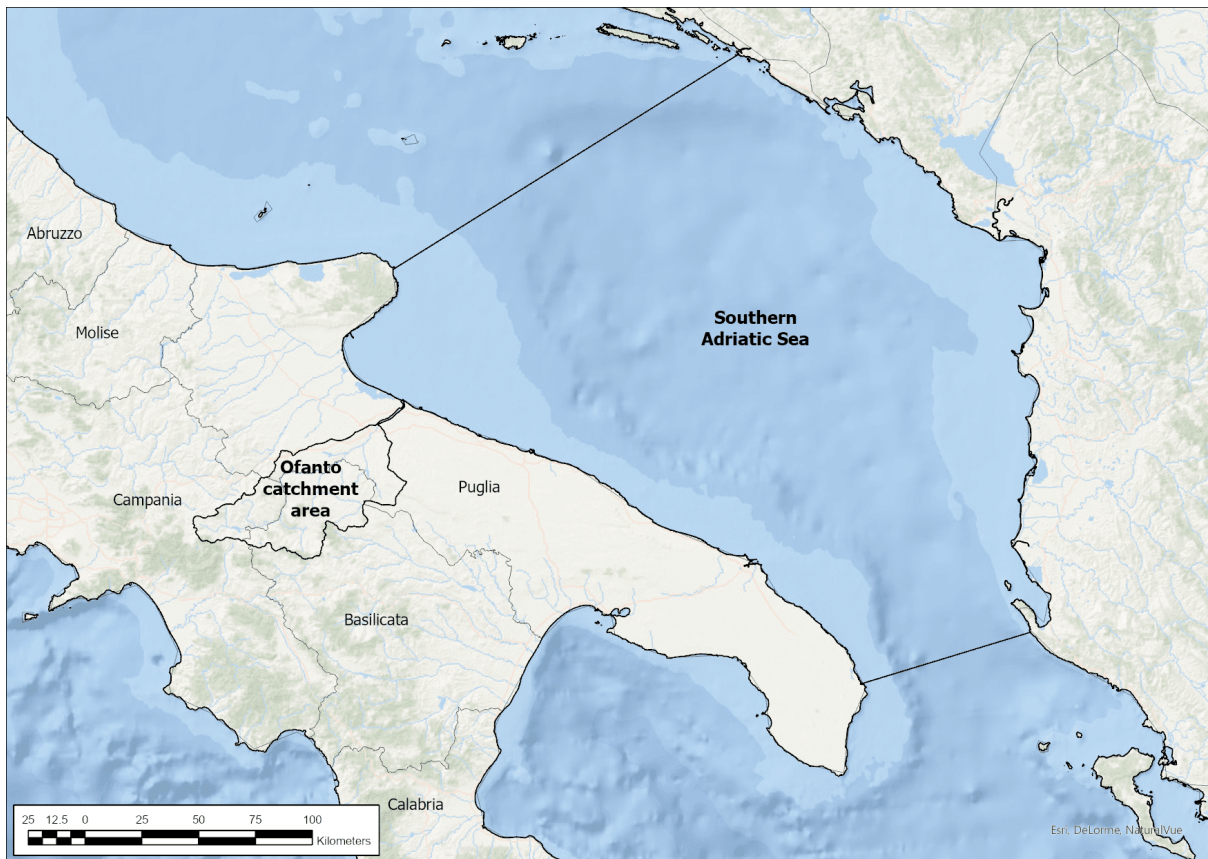 Abruzzo
Molise
Southern
Adriatic Sea
Ofanto
catchment
area
Campania
Puglia
Basilicata
Calabria
25 12.5 0 25 50 75 100
Kilometers
Esri, DeLorme, NaturalVue